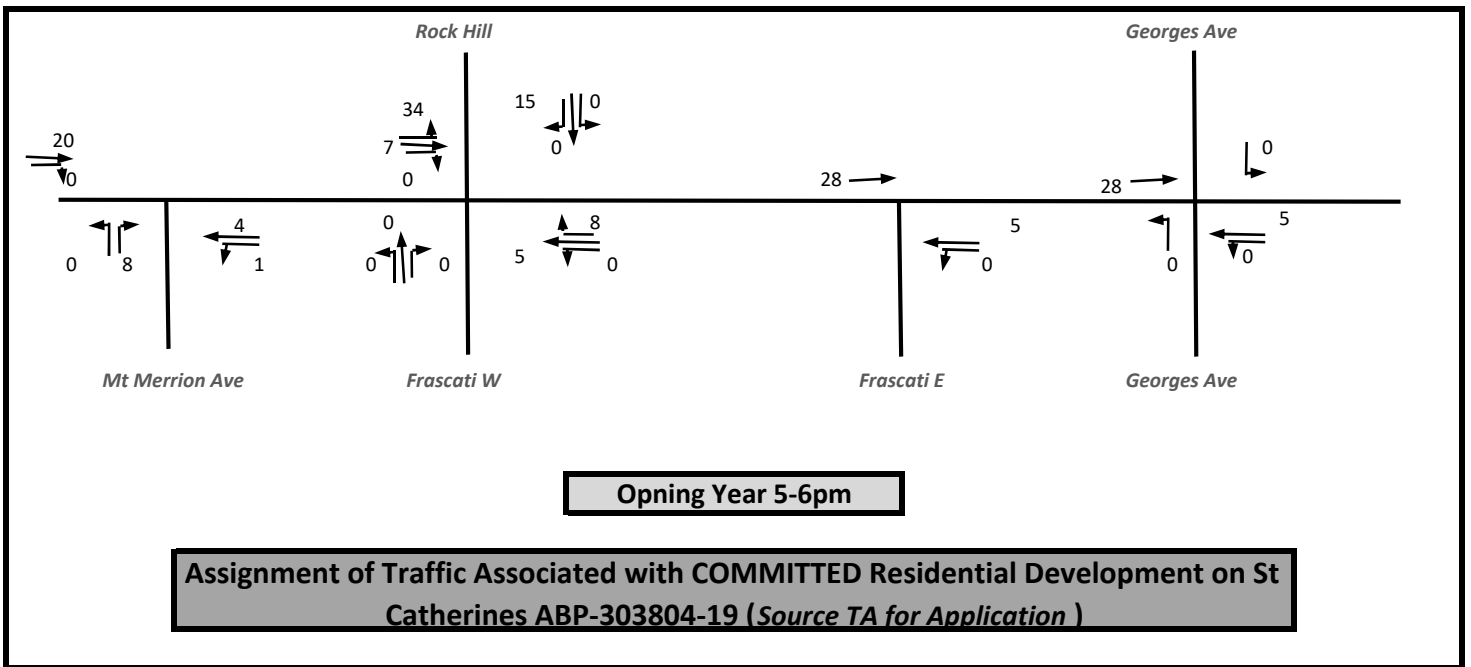 Rock Hill Georges Ave
34 15 0
20 7 0 0
0 0 28 28
0 8 5
4 5
0 8 1 0 0 5 0 0 0 0
Mt Merrion Ave Frascati W Frascati E Georges Ave
Opning Year 5-6pm
Assignment of Traffic Associated with COMMITTED Residential Development on St
Catherines ABP-303804-19 (Source TA for Application )